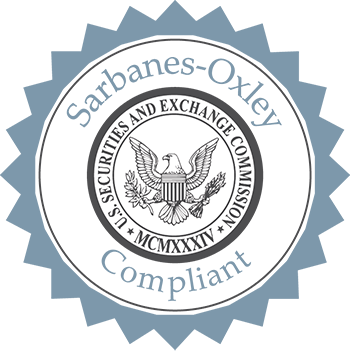 Sarbanes-Oxley
U.S. SECURITIES AND EXCHANGE COMMISSION
★ MCMXXXIV ★
Compliant